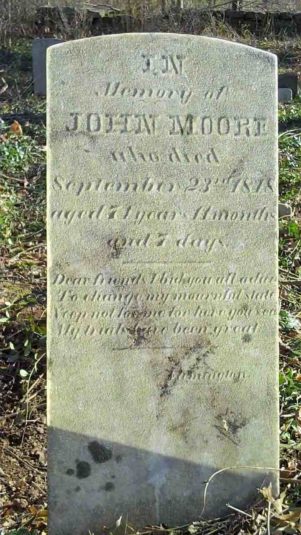 IN
Memory of
JOHN MOORE
who died
September 23rd 1818
aged 71 years 11 months
and 7 days.
Dear friends I bid you all adie
To change my mournful state
Weep not for me for here you see
My trials have been great